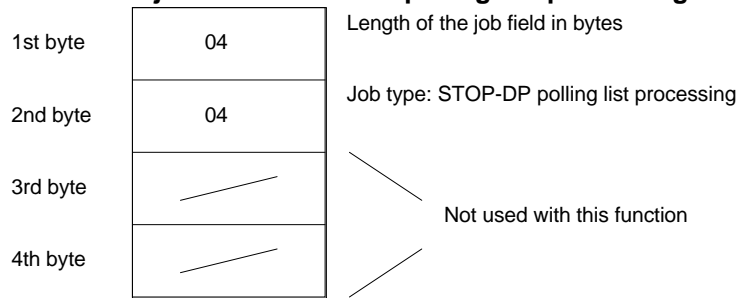 1st byte 04 Length of the job field in bytes
2nd byte 04 Job type: STOP-DP polling list processing
3rd byte
Not used with this function
4th byte